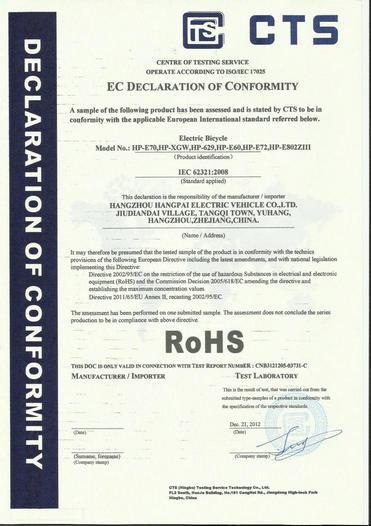 DECLARATION OF CONFORMITY
CTS
CENTRE OF TESTING SERVICE
OPERATE ACCORDING TO ISO/IEC 17025
EC DECLARATION OF CONFORMITY
A sample of the following product has been assessed and is stated by CTS to be in
conformity with the applicable European International standard referred below.
Electric Bicycle
Model No.: HP-E70,HP-XGW,HP-629,HP-E60,HP-E72,HP-E802ZIII
(Product identification)
IEC 62321:2008
(Standard applied)
This declaration is the responsibility of the manufacturer / importer
HANGZHOU HANGPAI ELECTRIC VEHICLE CO.LTD.
JIUDIANDAI VILLAGE, TANGQI TOWN, YUHANG,
HANGZHOU,ZHEJIANG,CHINA.
(Name / Address)
It may therefore be presumed that the tested sample of the product is in conformity with the technics
provisions of the following European Directive including the latest amendments, and with national legislation
implementing this Directive:
Directive 2002/95/EC on the restriction of the use of hazardous Substances in electrical and electronic
equipment (RoHS) and the Commission Decision 2005/618/EC amending the directive and
establishing the maximum concentration values.
Directive 2011/65/EU Annex II, recasting 2002/95/EC.
The assessment has been performed on one submitted sample. The assessment does not conclude the series
production to be in compliance with above directive.
RoHS
THIS DOC IS ONLY VALID IN CONNECTION WITH TEST REPORT NUMBER : CNB3121205-03731-C
MANUFACTURER / IMPORTER
TEST LABORATORY
This is the result of test, that was carried out from the
submitted type-samples of a product in conformity with
the specification of the respective standards.
Dec. 21, 2012
(Date)
(Date)
(Surname, forename)
(Company stamp)
(Company stamp)
CTS (Ningbo) Testing Service Technology Co., Ltd.